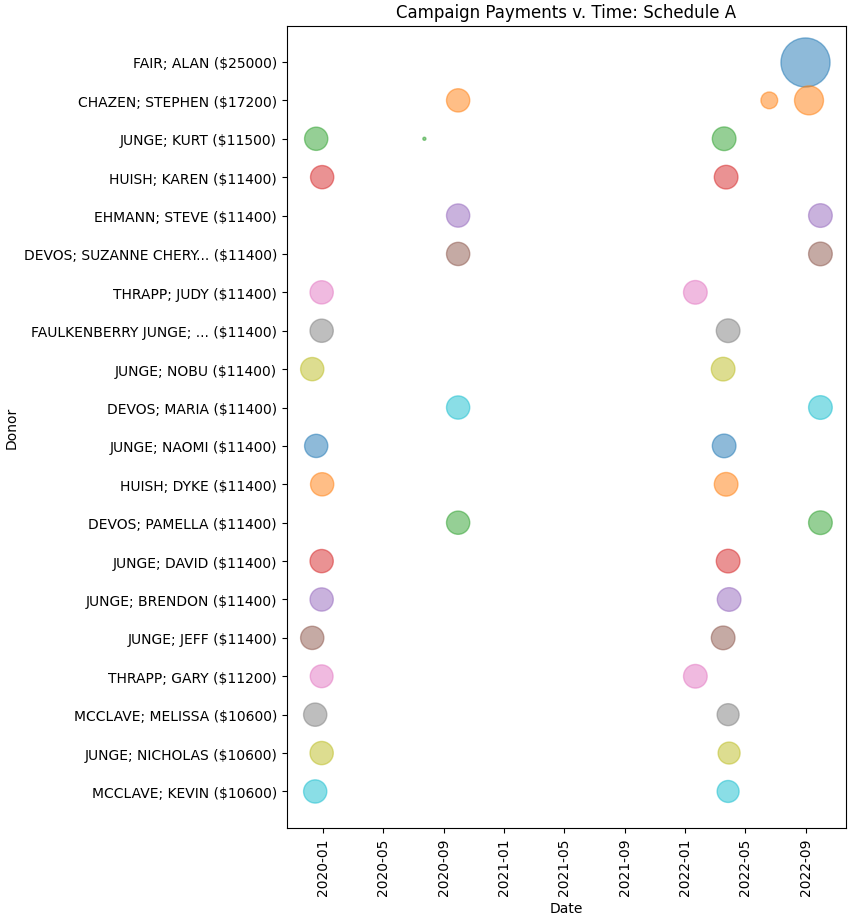 Campaign Payments v. Time: Schedule A
Donor
FAIR; ALAN ($25000)
CHAZEN; STEPHEN ($17200)
JUNGE; KURT ($11500)
HUISH; KAREN ($11400)
EHMANN; STEVE ($11400)
DEVOS; SUZANNE CHERY... ($11400)
THRAPP; JUDY ($11400)
FAULKENBERRY JUNGE; ... ($11400)
JUNGE; NOBU ($11400)
DEVOS; MARIA ($11400)
JUNGE; NAOMI ($11400)
HUISH; DYKE ($11400)
DEVOS; PAMELLA ($11400)
JUNGE; DAVID ($11400)
JUNGE; BRENDON ($11400)
JUNGE; JEFF ($11400)
THRAPP; GARY ($11200)
MCCLAVE; MELISSA ($10600)
JUNGE; NICHOLAS ($10600)
MCCLAVE; KEVIN ($10600)
2020-01
2020-05
2020-09
2021-01
2021-05
2021-09
2022-01
2022-05
2022-09
Date